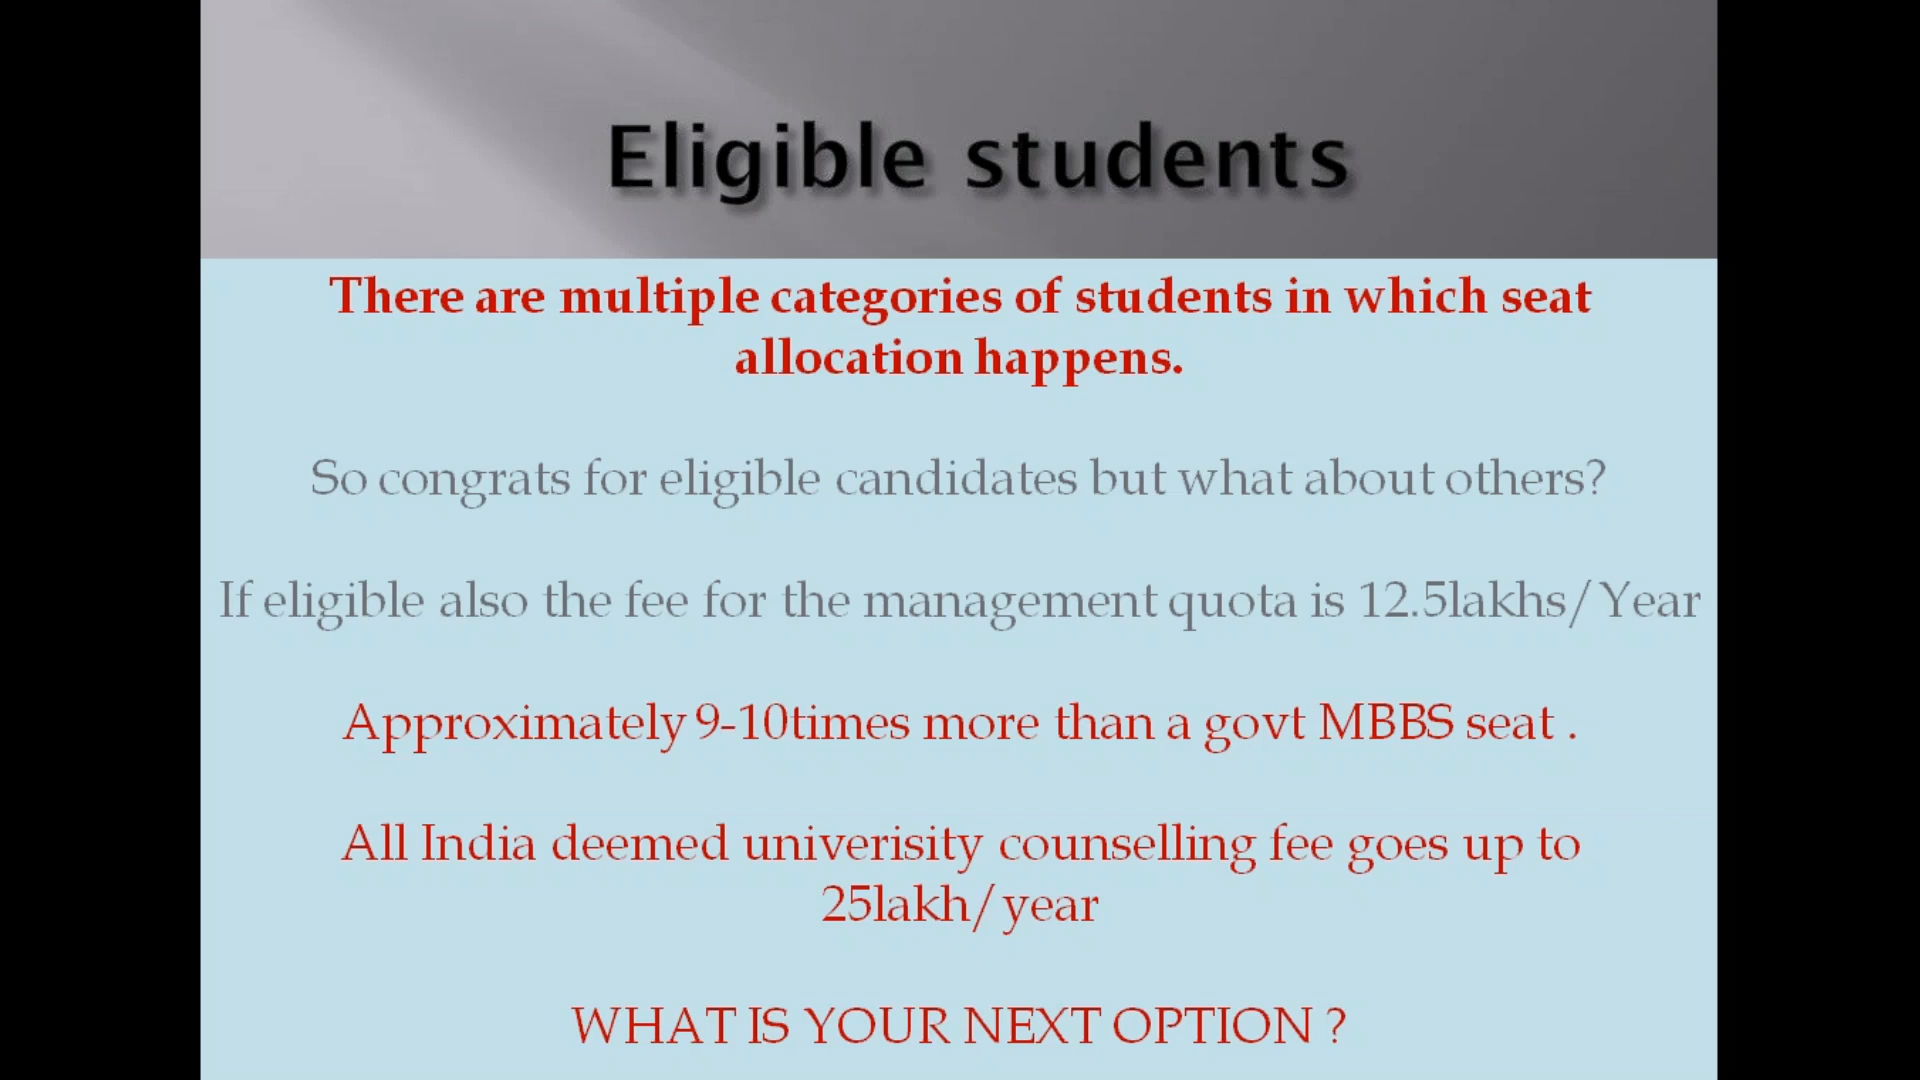 Eligible students
There are multiple categories of students in which seat
allocation happens.
So congrats for eligible candidates but what about others?
If eligible also the fee for the management quota is 12.5lakhs/Year
Approximately 9-10times more than a govt MBBS seat .
All India deemed univerisity counselling fee goes up to
25lakh/year
WHAT IS YOUR NEXT OPTION ?